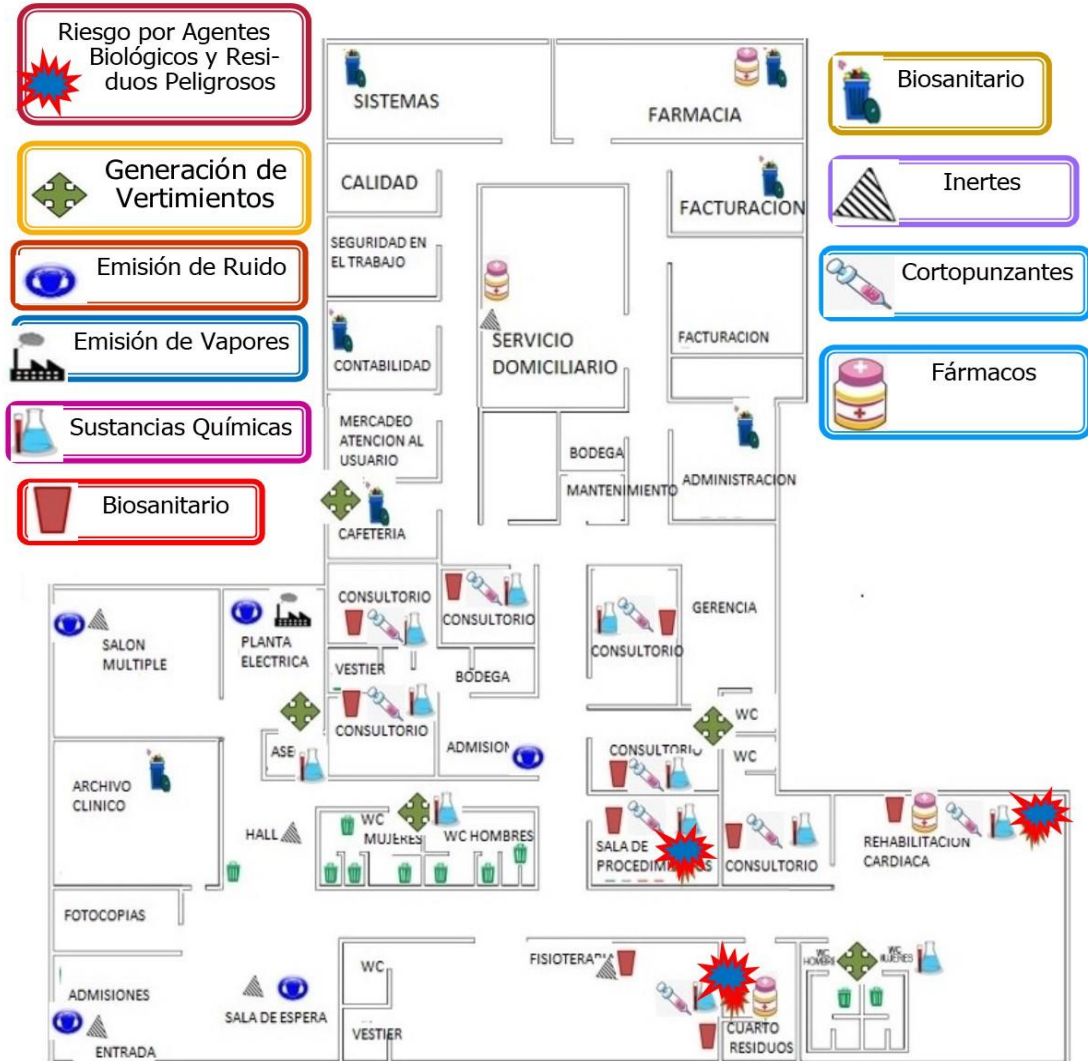 Riesgo por Agentes
Biológicos y Resi-
duos Peligrosos
Generación de
Vertimientos
Emisión de Ruido
Emisión de Vapores
Sustancias Químicas
Biosanitario
Biosanitario
Inertes
Cortopunzantes
Fármacos
SISTEMAS
FARMACIA
CALIDAD
FACTURACION
SEGURIDAD EN
EL TRABAJO
SERVICIO
DOMICILIARIO
FACTURACION
CONTABILIDAD
MERCADEO
ATENCION AL
USUARIO
BODEGA
MANTENIMIENTO
ADMINISTRACION
CAFETERIA
CONSULTORIO
CONSULTORIO
GERENCIA
CONSULTORIO
SALON
MULTIPLE
PLANTA
ELECTRICA
VESTIER
BODEGA
CONSULTORIO
ADMISION
WC
WC
CONSULTORIO
ASE
ARCHIVO
CLINICO
HALL
WC
MUJERES
WC HOMBRES
SALA DE
PROCEDIMIENTOS
CONSULTORIO
REHABILITACION
CARDIACA
FOTOCOPIAS
ADMISIONES
ENTRADA
SALA DE ESPERA
WC
VESTIER
FISIOTERAPIA
CUARTO
RESIDUOS
WC
HOMBRE
WC
MUJERES